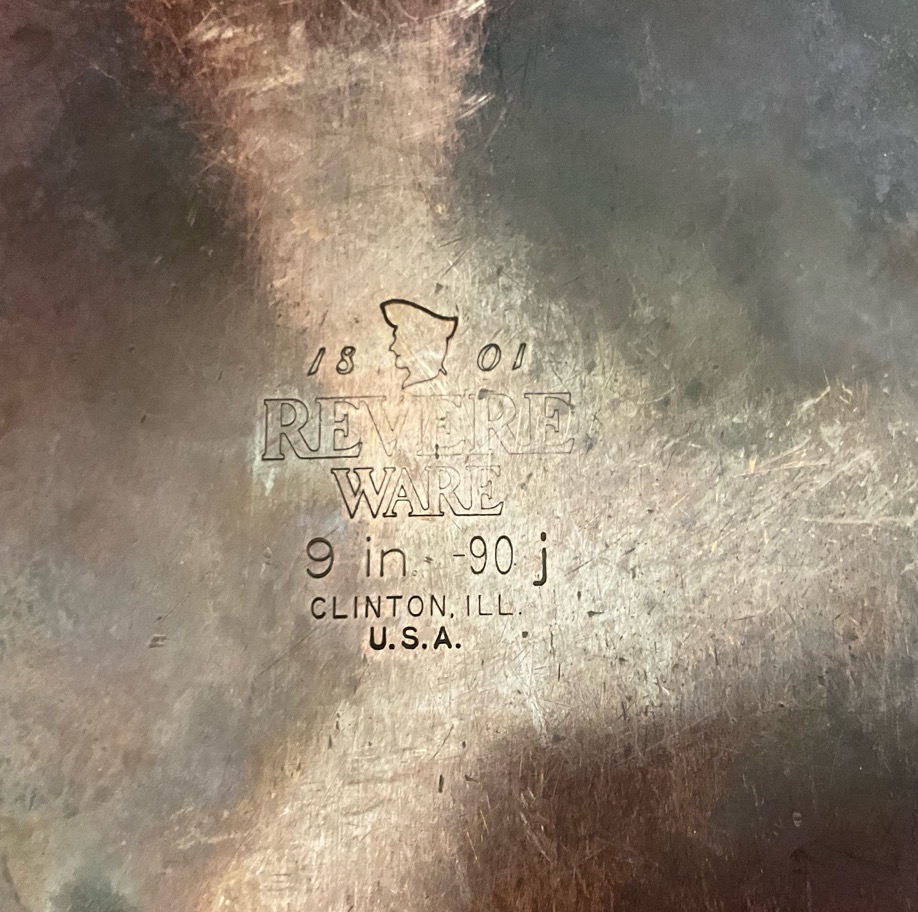 18 01
REVERE
WARE
9 in. -90 j
CLINTON, ILL.
U.S.A.